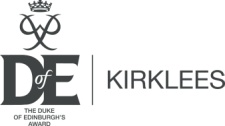 DofE
THE DUKE
OF EDINBURGH'S
AWARD
KIRKLEES